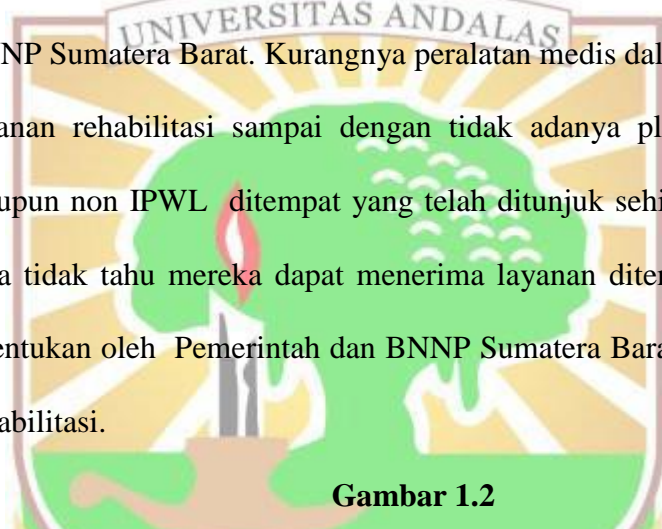 UNIVERSITAS ANDALAS
NP Sumatera Barat. Kurangnya peralatan medis dal
anan rehabilitasi sampai dengan tidak adanya pl
upun non IPWL ditempat yang telah ditunjuk sehi
a tidak tahu mereka dapat menerima layanan diter
entukan oleh Pemerintah dan BNNP Sumatera Bara
abilitasi.
Gambar 1.2